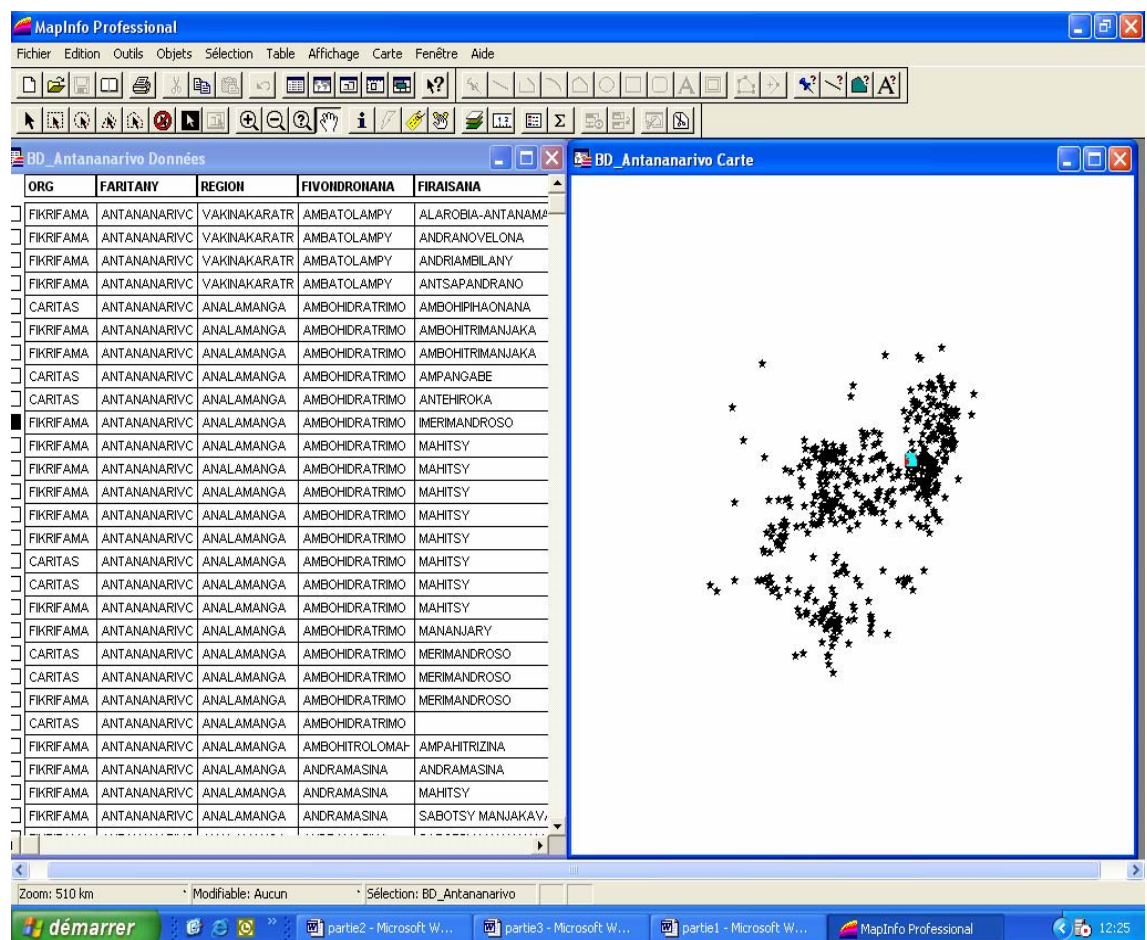 MapInfo Professional
Fichier Edition Outils Objets Sélection Table Affichage Carte Fenêtre Aide
BD_Antananarivo Données
ORG FARITANY REGION FIVONDRONANA FIRAISANA
FIKRIFAMA ANTANANARIVC VAKINAKARATR AMBATOLAMPY ALAROBIA-ANTANAMA
FIKRIFAMA ANTANANARIVC VAKINAKARATR AMBATOLAMPY ANDRANOVELONA
FIKRIFAMA ANTANANARIVC VAKINAKARATR AMBATOLAMPY ANDRIAMBILANY
FIKRIFAMA ANTANANARIVC VAKINAKARATR AMBATOLAMPY ANTSAPANDRANO
CARITAS ANTANANARIVC ANALAMANGA AMBOHIDRATRIMO AMBOHIPIHAONANA
FIKRIFAMA ANTANANARIVC ANALAMANGA AMBOHIDRATRIMO AMBOHITRIMANJAKA
FIKRIFAMA ANTANANARIVC ANALAMANGA AMBOHIDRATRIMO AMBOHITRIMANJAKA
CARITAS ANTANANARIVC ANALAMANGA AMBOHIDRATRIMO AMPANGABE
CARITAS ANTANANARIVC ANALAMANGA AMBOHIDRATRIMO ANTEHIROKA
FIKRIFAMA ANTANANARIVC ANALAMANGA AMBOHIDRATRIMO IMERIMANDROSO
FIKRIFAMA ANTANANARIVC ANALAMANGA AMBOHIDRATRIMO MAHITSY
FIKRIFAMA ANTANANARIVC ANALAMANGA AMBOHIDRATRIMO MAHITSY
FIKRIFAMA ANTANANARIVC ANALAMANGA AMBOHIDRATRIMO MAHITSY
FIKRIFAMA ANTANANARIVC ANALAMANGA AMBOHIDRATRIMO MAHITSY
FIKRIFAMA ANTANANARIVC ANALAMANGA AMBOHIDRATRIMO MAHITSY
CARITAS ANTANANARIVC ANALAMANGA AMBOHIDRATRIMO MAHITSY
CARITAS ANTANANARIVC ANALAMANGA AMBOHIDRATRIMO MAHITSY
FIKRIFAMA ANTANANARIVC ANALAMANGA AMBOHIDRATRIMO MAHITSY
FIKRIFAMA ANTANANARIVC ANALAMANGA AMBOHIDRATRIMO MANANJARY
CARITAS ANTANANARIVC ANALAMANGA AMBOHIDRATRIMO MERIMANDROSO
CARITAS ANTANANARIVC ANALAMANGA AMBOHIDRATRIMO MERIMANDROSO
FIKRIFAMA ANTANANARIVC ANALAMANGA AMBOHIDRATRIMO MERIMANDROSO
CARITAS ANTANANARIVC ANALAMANGA AMBOHIDRATRIMO
FIKRIFAMA ANTANANARIVC ANALAMANGA AMBOHITROLOMAH AMPAHITRIZINA
FIKRIFAMA ANTANANARIVC ANALAMANGA ANDRAMASINA ANDRAMASINA
FIKRIFAMA ANTANANARIVC ANALAMANGA ANDRAMASINA MAHITSY
FIKRIFAMA ANTANANARIVC ANALAMANGA ANDRAMASINA SABOTSY MANJAKAV
BD_Antananarivo Carte
Zoom: 510 km Modifiable: Aucun Sélection: BD_Antananarivo
démarrer partie2 - Microsoft W... partie3 - Microsoft W... partie1 - Microsoft W... MapInfo Professional 12:25